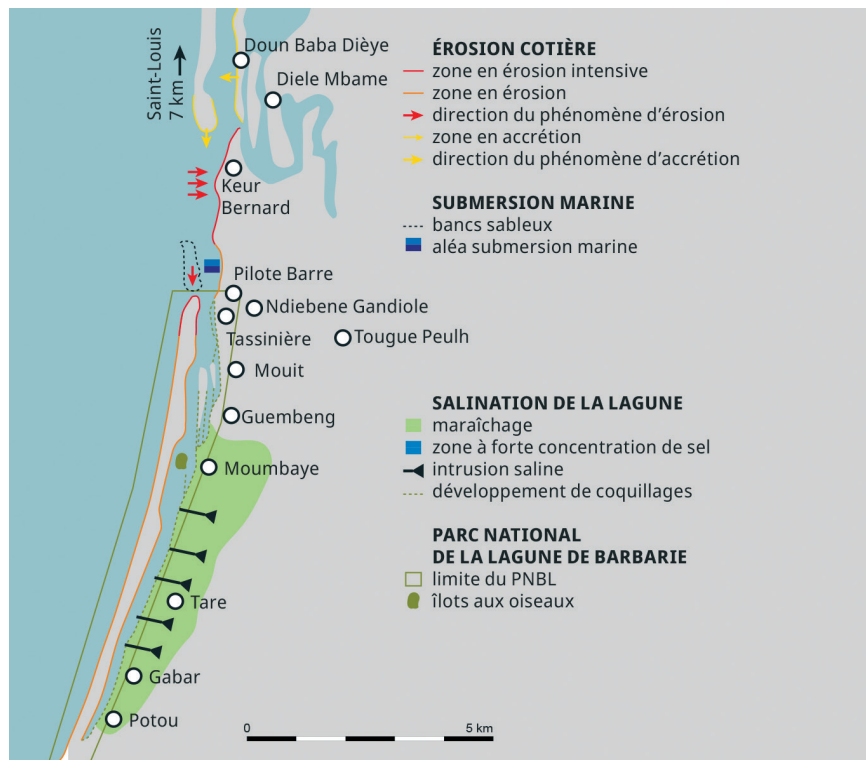 Saint-Louis
7 km
Doun Baba Dièye
Diele Mbame
Keur
Bernard
Pilote Barre
Ndiebene Gandiole
Tassinière
Tougue Peulh
Mouit
Guembeng
Moumbaye
Tare
Gabar
Potou
0
5 km
ÉROSION COTIÈRE
zone en érosion intensive
zone en érosion
direction du phénomène d'érosion
zone en accrétion
direction du phénomène d'accrétion
SUBMERSION MARINE
bancs sableux
aléa submersion marine
SALINATION DE LA LAGUNE
maraîchage
zone à forte concentration de sel
intrusion saline
développement de coquillages
PARC NATIONAL
DE LA LAGUNE DE BARBARIE
limite du PNBL
îlots aux oiseaux